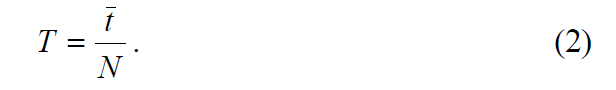 T = t̄ / N . (2)